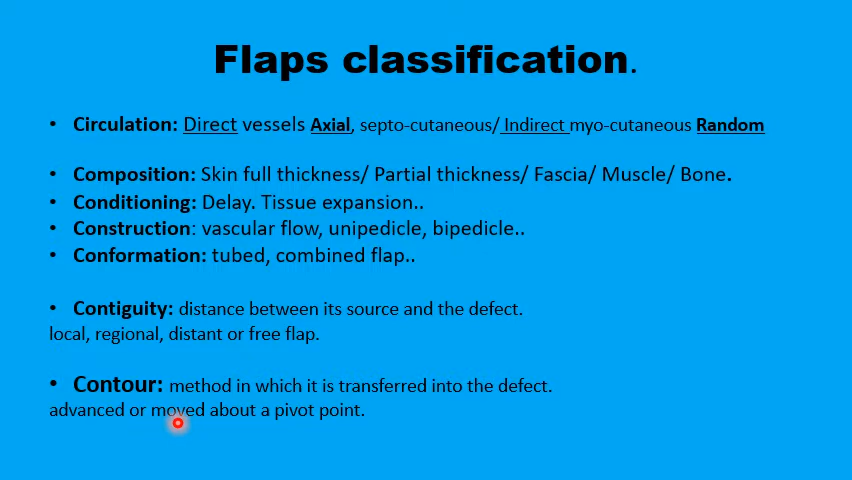 Flaps classification.
• Circulation: Direct vessels Axial, septo-cutaneous/ Indirect myo-cutaneous Random
• Composition: Skin full thickness/ Partial thickness/ Fascia/ Muscle/ Bone.
• Conditioning: Delay. Tissue expansion..
• Construction: vascular flow, unipedicle, bipedicle..
• Conformation: tubed, combined flap..
• Contiguity: distance between its source and the defect.
local, regional, distant or free flap.
• Contour: method in which it is transferred into the defect.
advanced or moved about a pivot point.